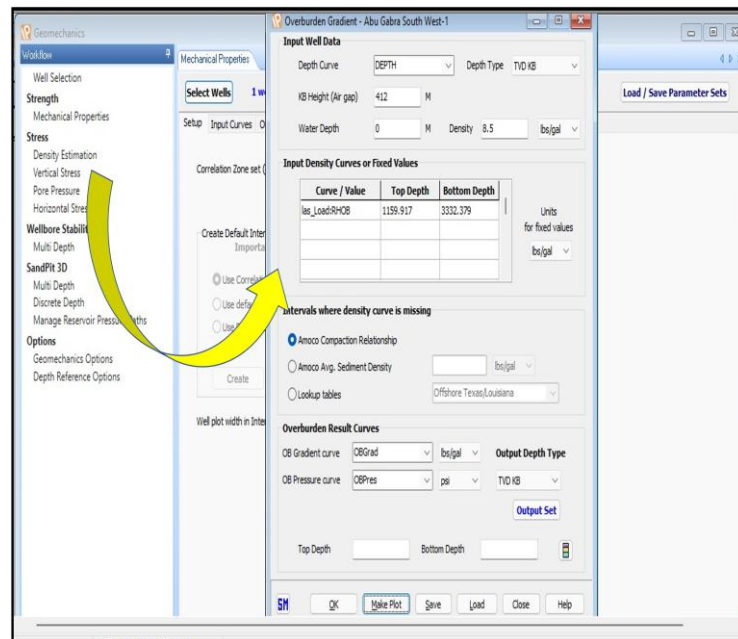 Geomechanics
Workflow
Well Selection
Strength
Mechanical Properties
Stress
Density Estimation
Vertical Stress
Pore Pressure
Horizontal Stress
Wellbore Stability
Multi Depth
SandPit 3D
Multi Depth
Discrete Depth
Manage Reservoir Pressure Paths
Options
Geomechanics Options
Depth Reference Options
Mechanical Properties
Select Wells 1 w
Load / Save Parameter Sets
Setup Input Curves O
Correlation Zone set (
Create Default Inter
Importa
Use Correla
Use defa
Use
Create
Well plot width in Inte
Overburden Gradient - Abu Gabra South West-1
Input Well Data
Depth Curve DEPTH Depth Type TVD KB
KB Height (Air gap) 412 M
Water Depth 0 M Density 8.5 lbs/gal
Input Density Curves or Fixed Values
Curve / Value Top Depth Bottom Depth
las_Load:RHOB 1159.917 3332.379
Units
for fixed values
lbs/gal
Intervals where density curve is missing
Amoco Compaction Relationship
Amoco Avg. Sediment Density lbs/gal
Lookup tables Offshore Texas/Louisiana
Overburden Result Curves
OB Gradient curve OBGrad lbs/gal Output Depth Type
OB Pressure curve OBPres psi TVD KB
Output Set
Top Depth Bottom Depth
SM OK Make Plot Save Load Close Help